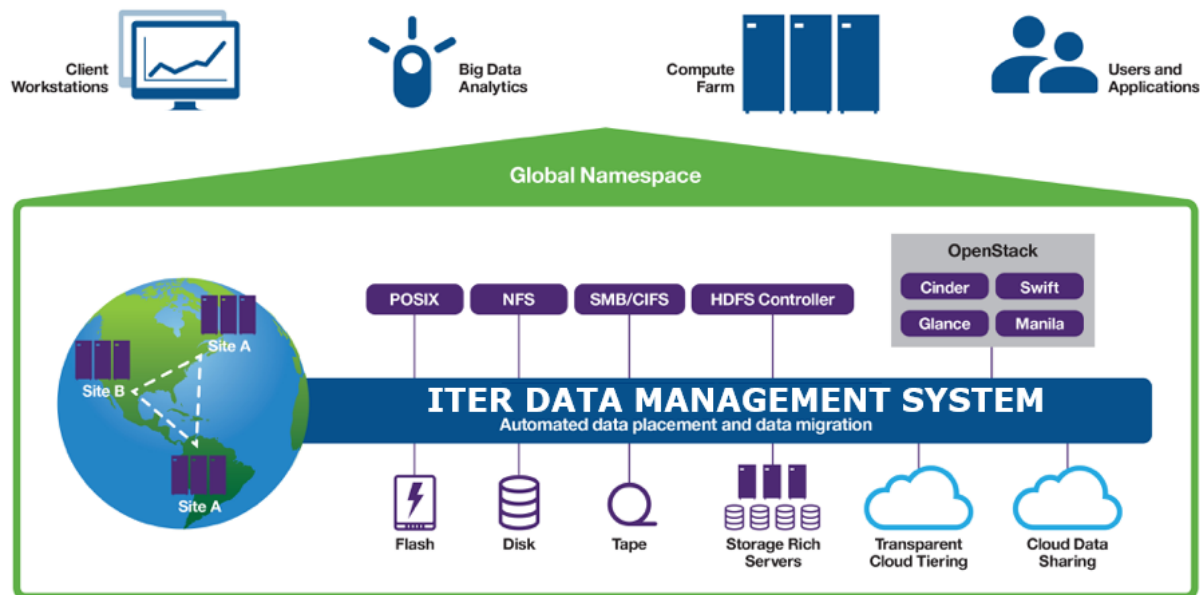 Client
Workstations
Big Data
Analytics
Compute
Farm
Users and
Applications
Global Namespace
OpenStack
Cinder
Swift
Glance
Manila
POSIX
NFS
SMB/CIFS
HDFS Controller
Site A
Site B
Site A
ITER DATA MANAGEMENT SYSTEM
Automated data placement and data migration
Flash
Disk
Tape
Storage Rich
Servers
Transparent
Cloud Tiering
Cloud Data
Sharing